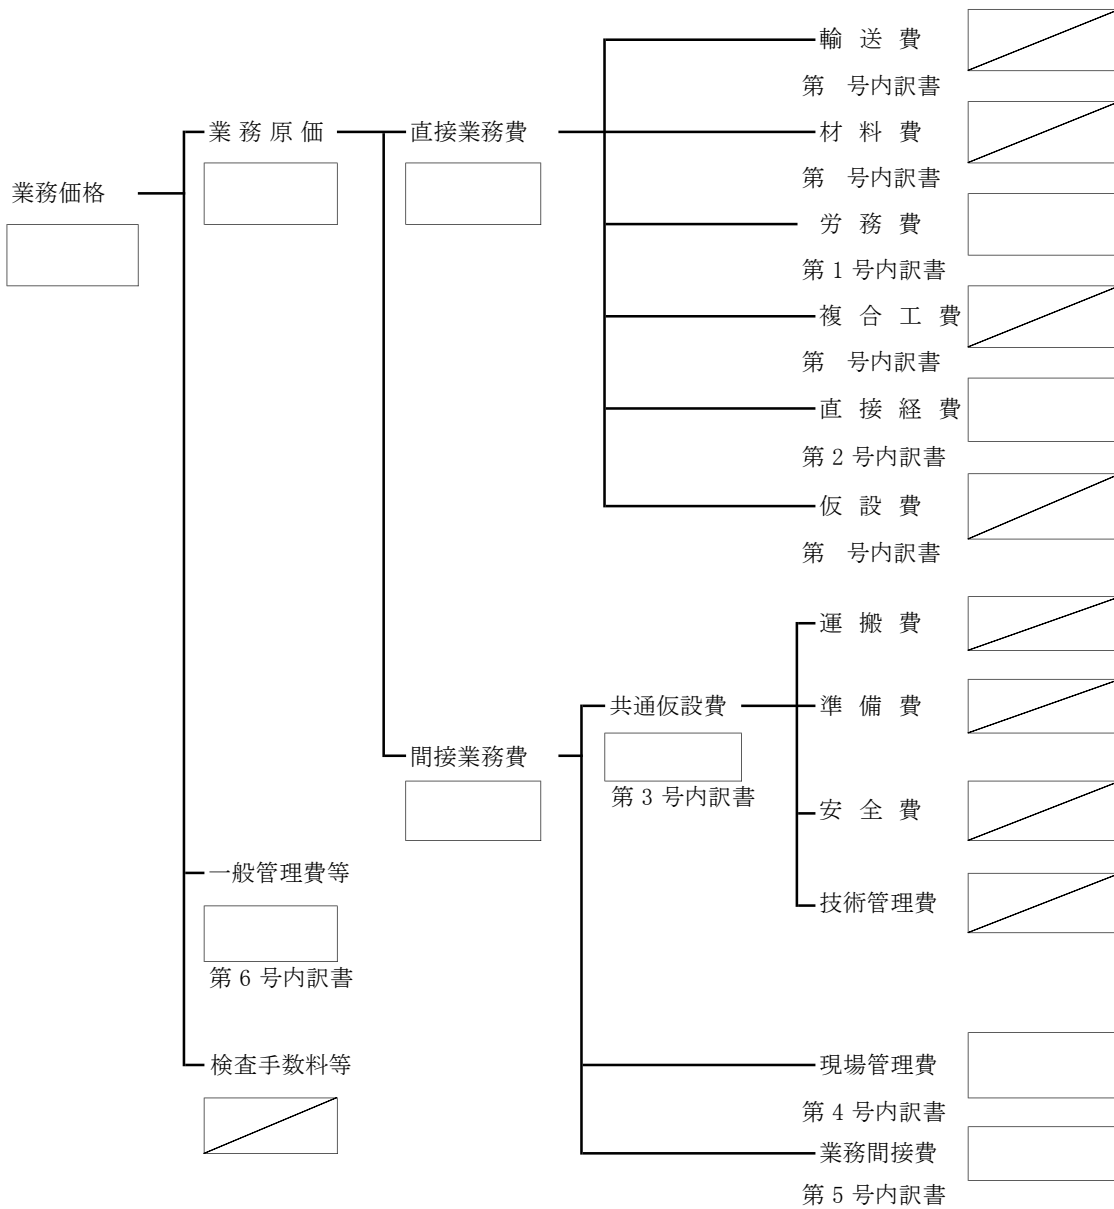 輸送費
第　号内訳書
業務原価
直接業務費
材料費
第　号内訳書
業務価格
労務費
第1号内訳書
複合工費
第　号内訳書
直接経費
第2号内訳書
仮設費
第　号内訳書
運搬費
共通仮設費
準備費
間接業務費
第3号内訳書
安全費
一般管理費等
技術管理費
第6号内訳書
検査手数料等
現場管理費
第4号内訳書
業務間接費
第5号内訳書